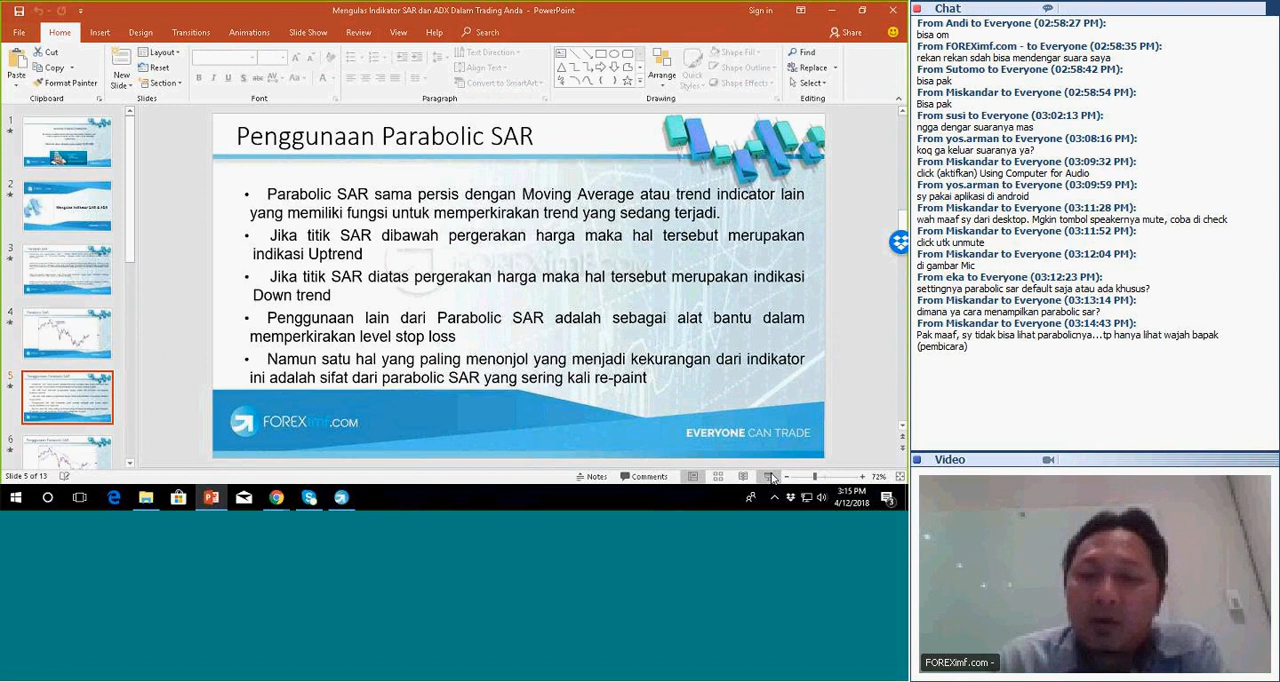 Mengulas Indikator SAR dan ADX Dalam Trading Anda - PowerPoint
Sign in
File
Home
Insert
Design
Transitions
Animations
Slide Show
Review
View
Help
Search
Share
Paste
Cut
Copy
Format Painter
Clipboard
New
Slide
Layout
Reset
Section
Slides
Font
Text Direction
Align Text
Convert to SmartArt
Paragraph
Arrange
Quick
Styles
Shape Fill
Shape Outline
Shape Effects
Drawing
Find
Replace
Select
Editing
1
2
3
4
5
6
Penggunaan Parabolic SAR
• Parabolic SAR sama persis dengan Moving Average atau trend indicator lain
yang memiliki fungsi untuk memperkirakan trend yang sedang terjadi.
• Jika titik SAR dibawah pergerakan harga maka hal tersebut merupakan
indikasi Uptrend
• Jika titik SAR diatas pergerakan harga maka hal tersebut merupakan indikasi
Down trend
• Penggunaan lain dari Parabolic SAR adalah sebagai alat bantu dalam
memperkirakan level stop loss
• Namun satu hal yang paling menonjol yang menjadi kekurangan dari indikator
ini adalah sifat dari parabolic SAR yang sering kali re-paint
FOREXimf.COM
EVERYONE CAN TRADE
Slide 5 of 13
Notes
Comments
72%
3:15 PM
4/12/2018
3
Chat
From Andi to Everyone (02:58:27 PM):
bisa om
From FOREXimf.com - to Everyone (02:58:35 PM):
rekan rekan sdah bisa mendengar suara saya
From Sutomo to Everyone (02:58:42 PM):
bisa pak
From Miskandar to Everyone (02:58:54 PM):
Bisa pak
From susi to Everyone (03:02:13 PM):
ngga dengar suaranya mas
From yos.arman to Everyone (03:08:16 PM):
koq ga keluar suaranya ya?
From Miskandar to Everyone (03:09:32 PM):
click (aktifkan) Using Computer for Audio
From yos.arman to Everyone (03:09:59 PM):
sy pakai aplikasi di android
From Miskandar to Everyone (03:11:28 PM):
wah maaf sy dari desktop. Mgkin tombol speakernya mute, coba di check
From Miskandar to Everyone (03:11:52 PM):
click utk unmute
From Miskandar to Everyone (03:12:04 PM):
di gambar Mic
From eka to Everyone (03:12:23 PM):
settingnya parabolic sar default saja atau ada khusus?
From Miskandar to Everyone (03:13:14 PM):
dimana ya cara menampilkan parabolic sar?
From Miskandar to Everyone (03:14:43 PM):
Pak maaf, sy tidak bisa lihat parabolicnya...tp hanya lihat wajah bapak
(pembicara)
Video
FOREXimf.com -